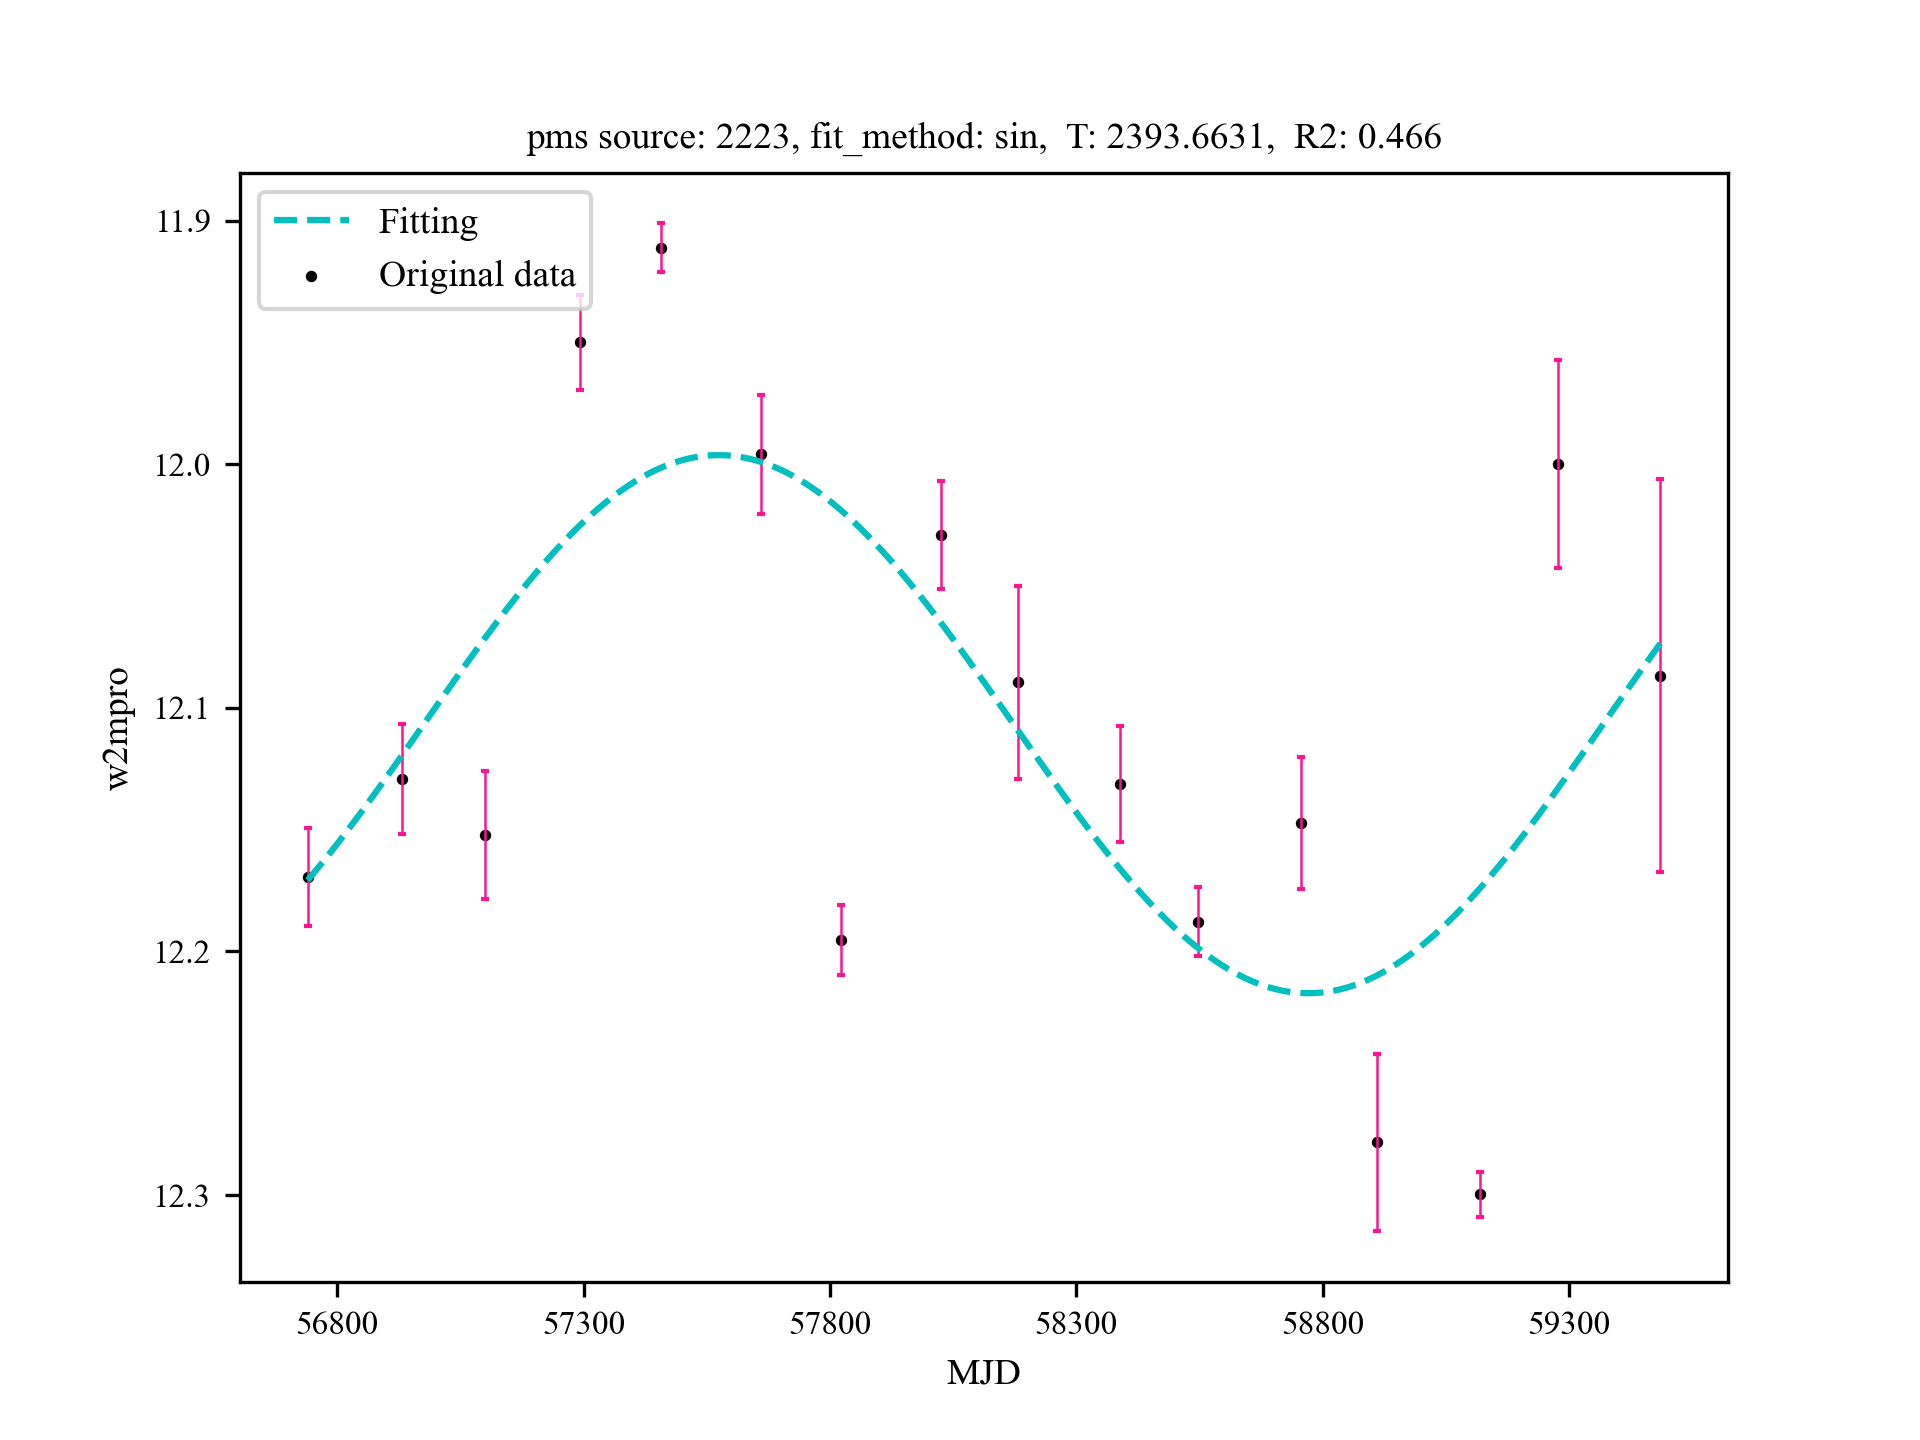 pms source: 2223, fit_method: sin,  T: 2393.6631,  R2: 0.466
Fitting
Original data
11.9
12.0
12.1
12.2
12.3
w2mpro
56800
57300
57800
58300
58800
59300
MJD